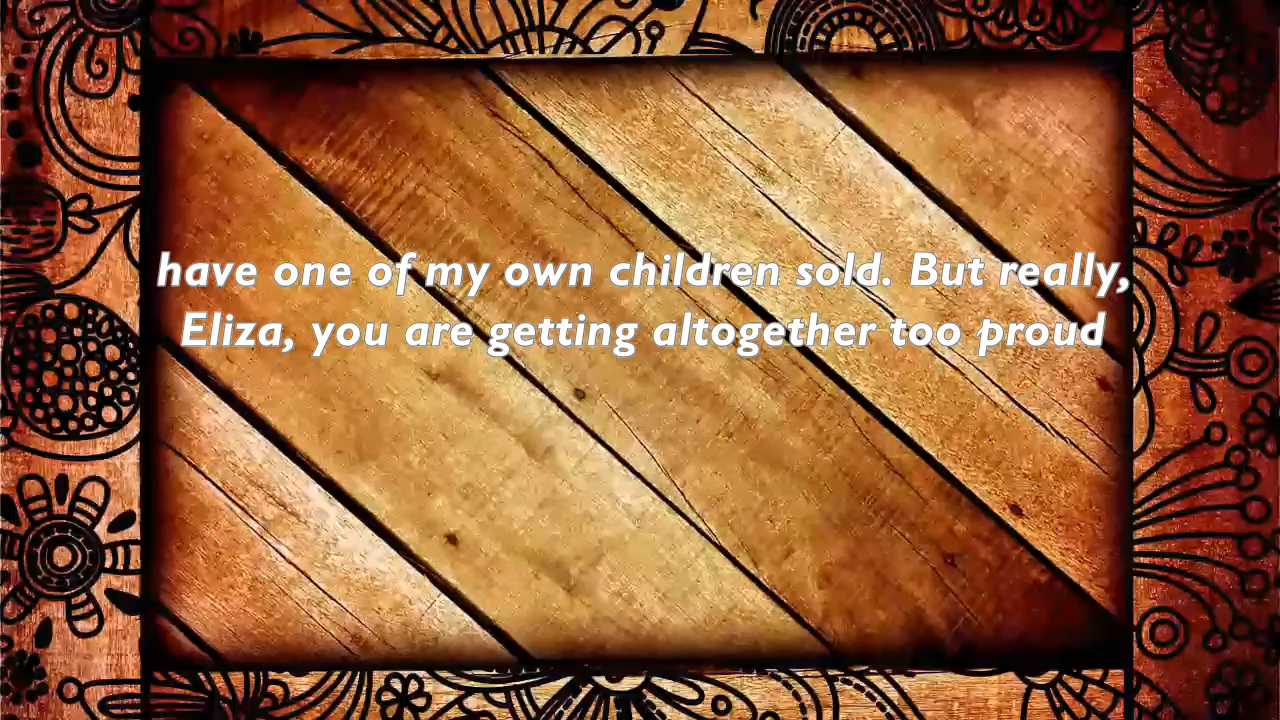 have one of my own children sold. But really,
Eliza, you are getting altogether too proud